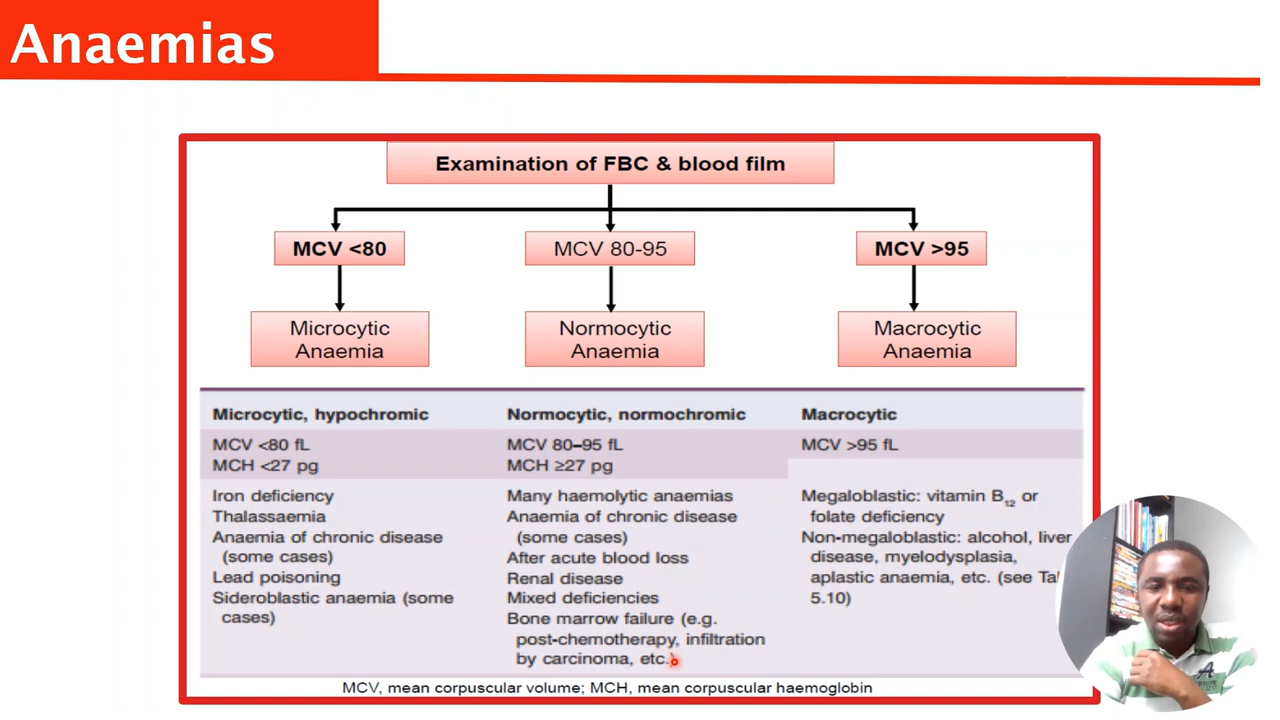 Anaemias
Examination of FBC & blood film
MCV <80
MCV 80-95
MCV >95
Microcytic
Anaemia
Normocytic
Anaemia
Macrocytic
Anaemia
Microcytic, hypochromic
MCV <80 fL
MCH <27 pg
Iron deficiency
Thalassaemia
Anaemia of chronic disease
(some cases)
Lead poisoning
Sideroblastic anaemia (some
cases)
Normocytic, normochromic
MCV 80–95 fL
MCH ≥27 pg
Many haemolytic anaemias
Anaemia of chronic disease
(some cases)
After acute blood loss
Renal disease
Mixed deficiencies
Bone marrow failure (e.g.
post-chemotherapy, infiltration
by carcinoma, etc.)
Macrocytic
MCV >95 fL
Megaloblastic: vitamin B12 or
folate deficiency
Non-megaloblastic: alcohol, liver
disease, myelodysplasia,
aplastic anaemia, etc. (see
5.10)
MCV, mean corpuscular volume; MCH, mean corpuscular haemoglobin